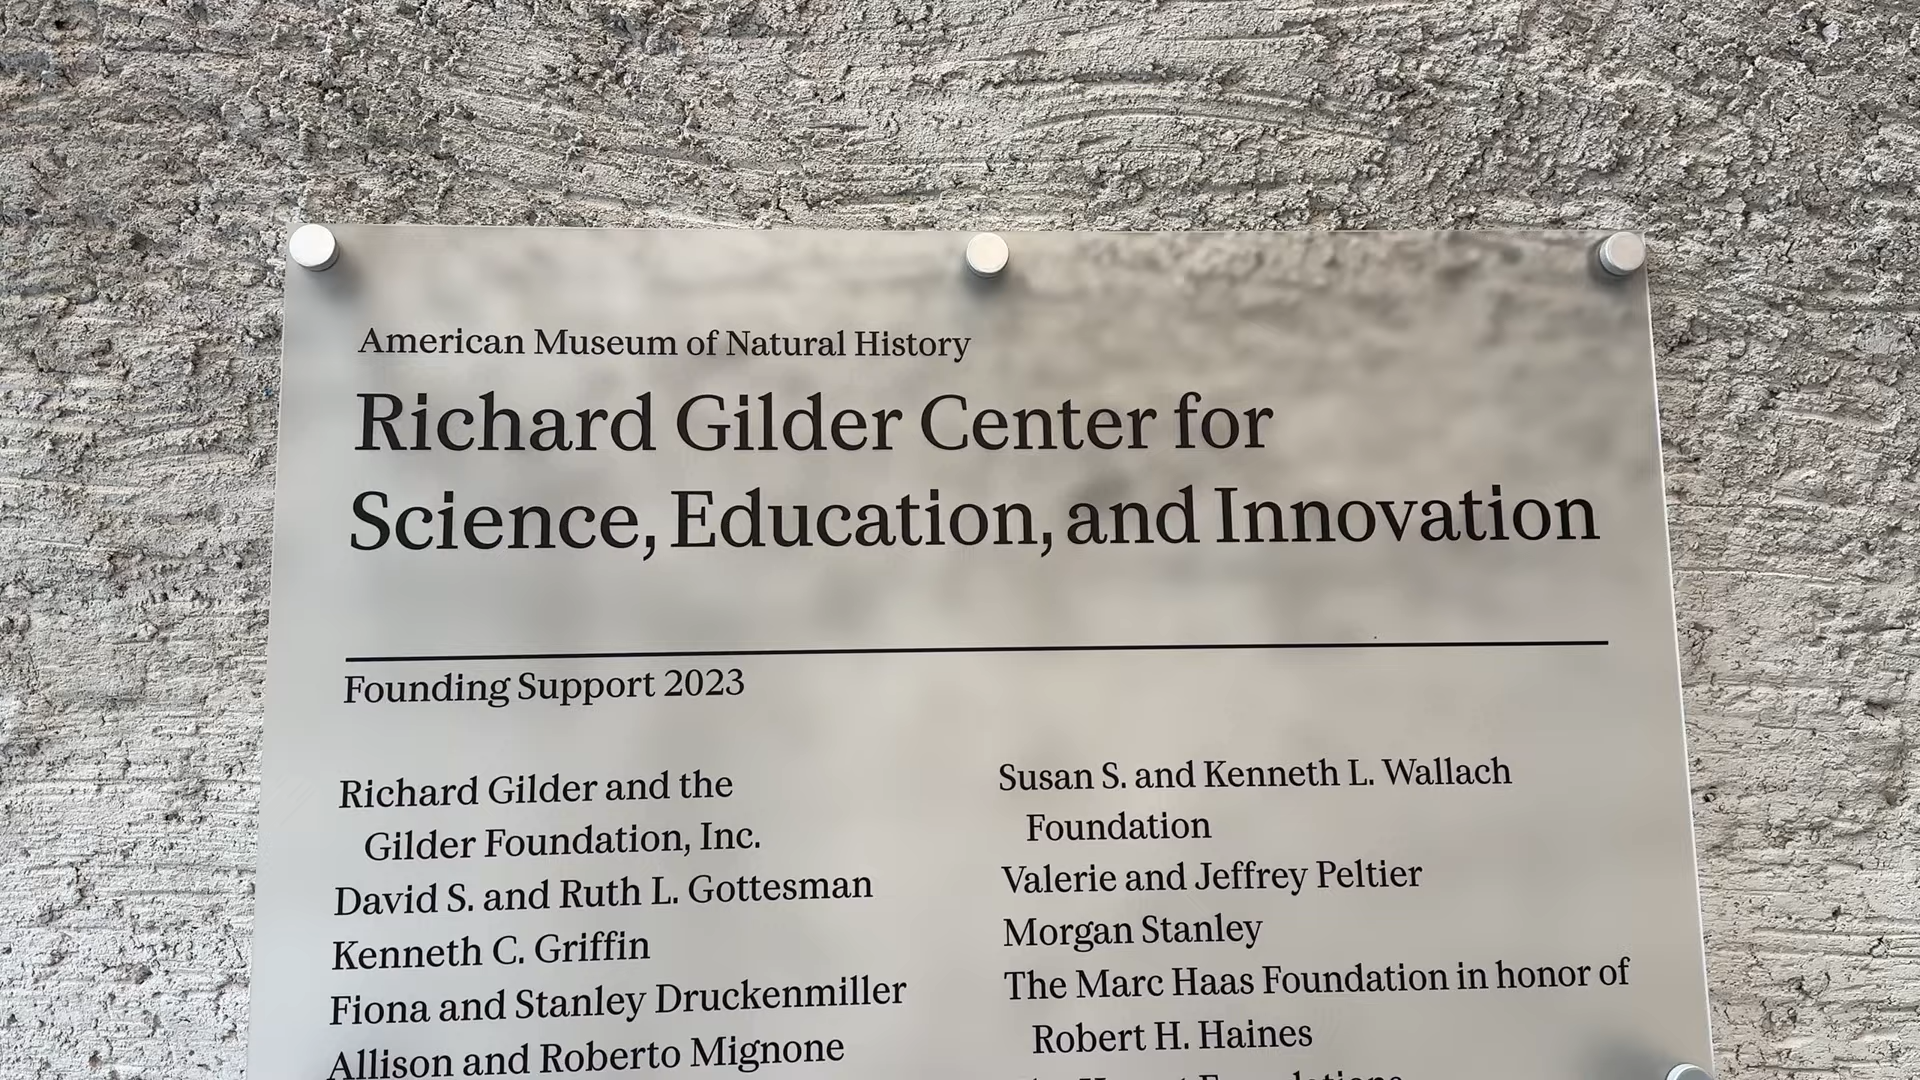 American Museum of Natural History
Richard Gilder Center for
Science, Education, and Innovation
Founding Support 2023
Richard Gilder and the
Gilder Foundation, Inc.
David S. and Ruth L. Gottesman
Kenneth C. Griffin
Fiona and Stanley Druckenmiller
Allison and Roberto Mignone
Susan S. and Kenneth L. Wallach
Foundation
Valerie and Jeffrey Peltier
Morgan Stanley
The Marc Haas Foundation in honor of
Robert H. Haines